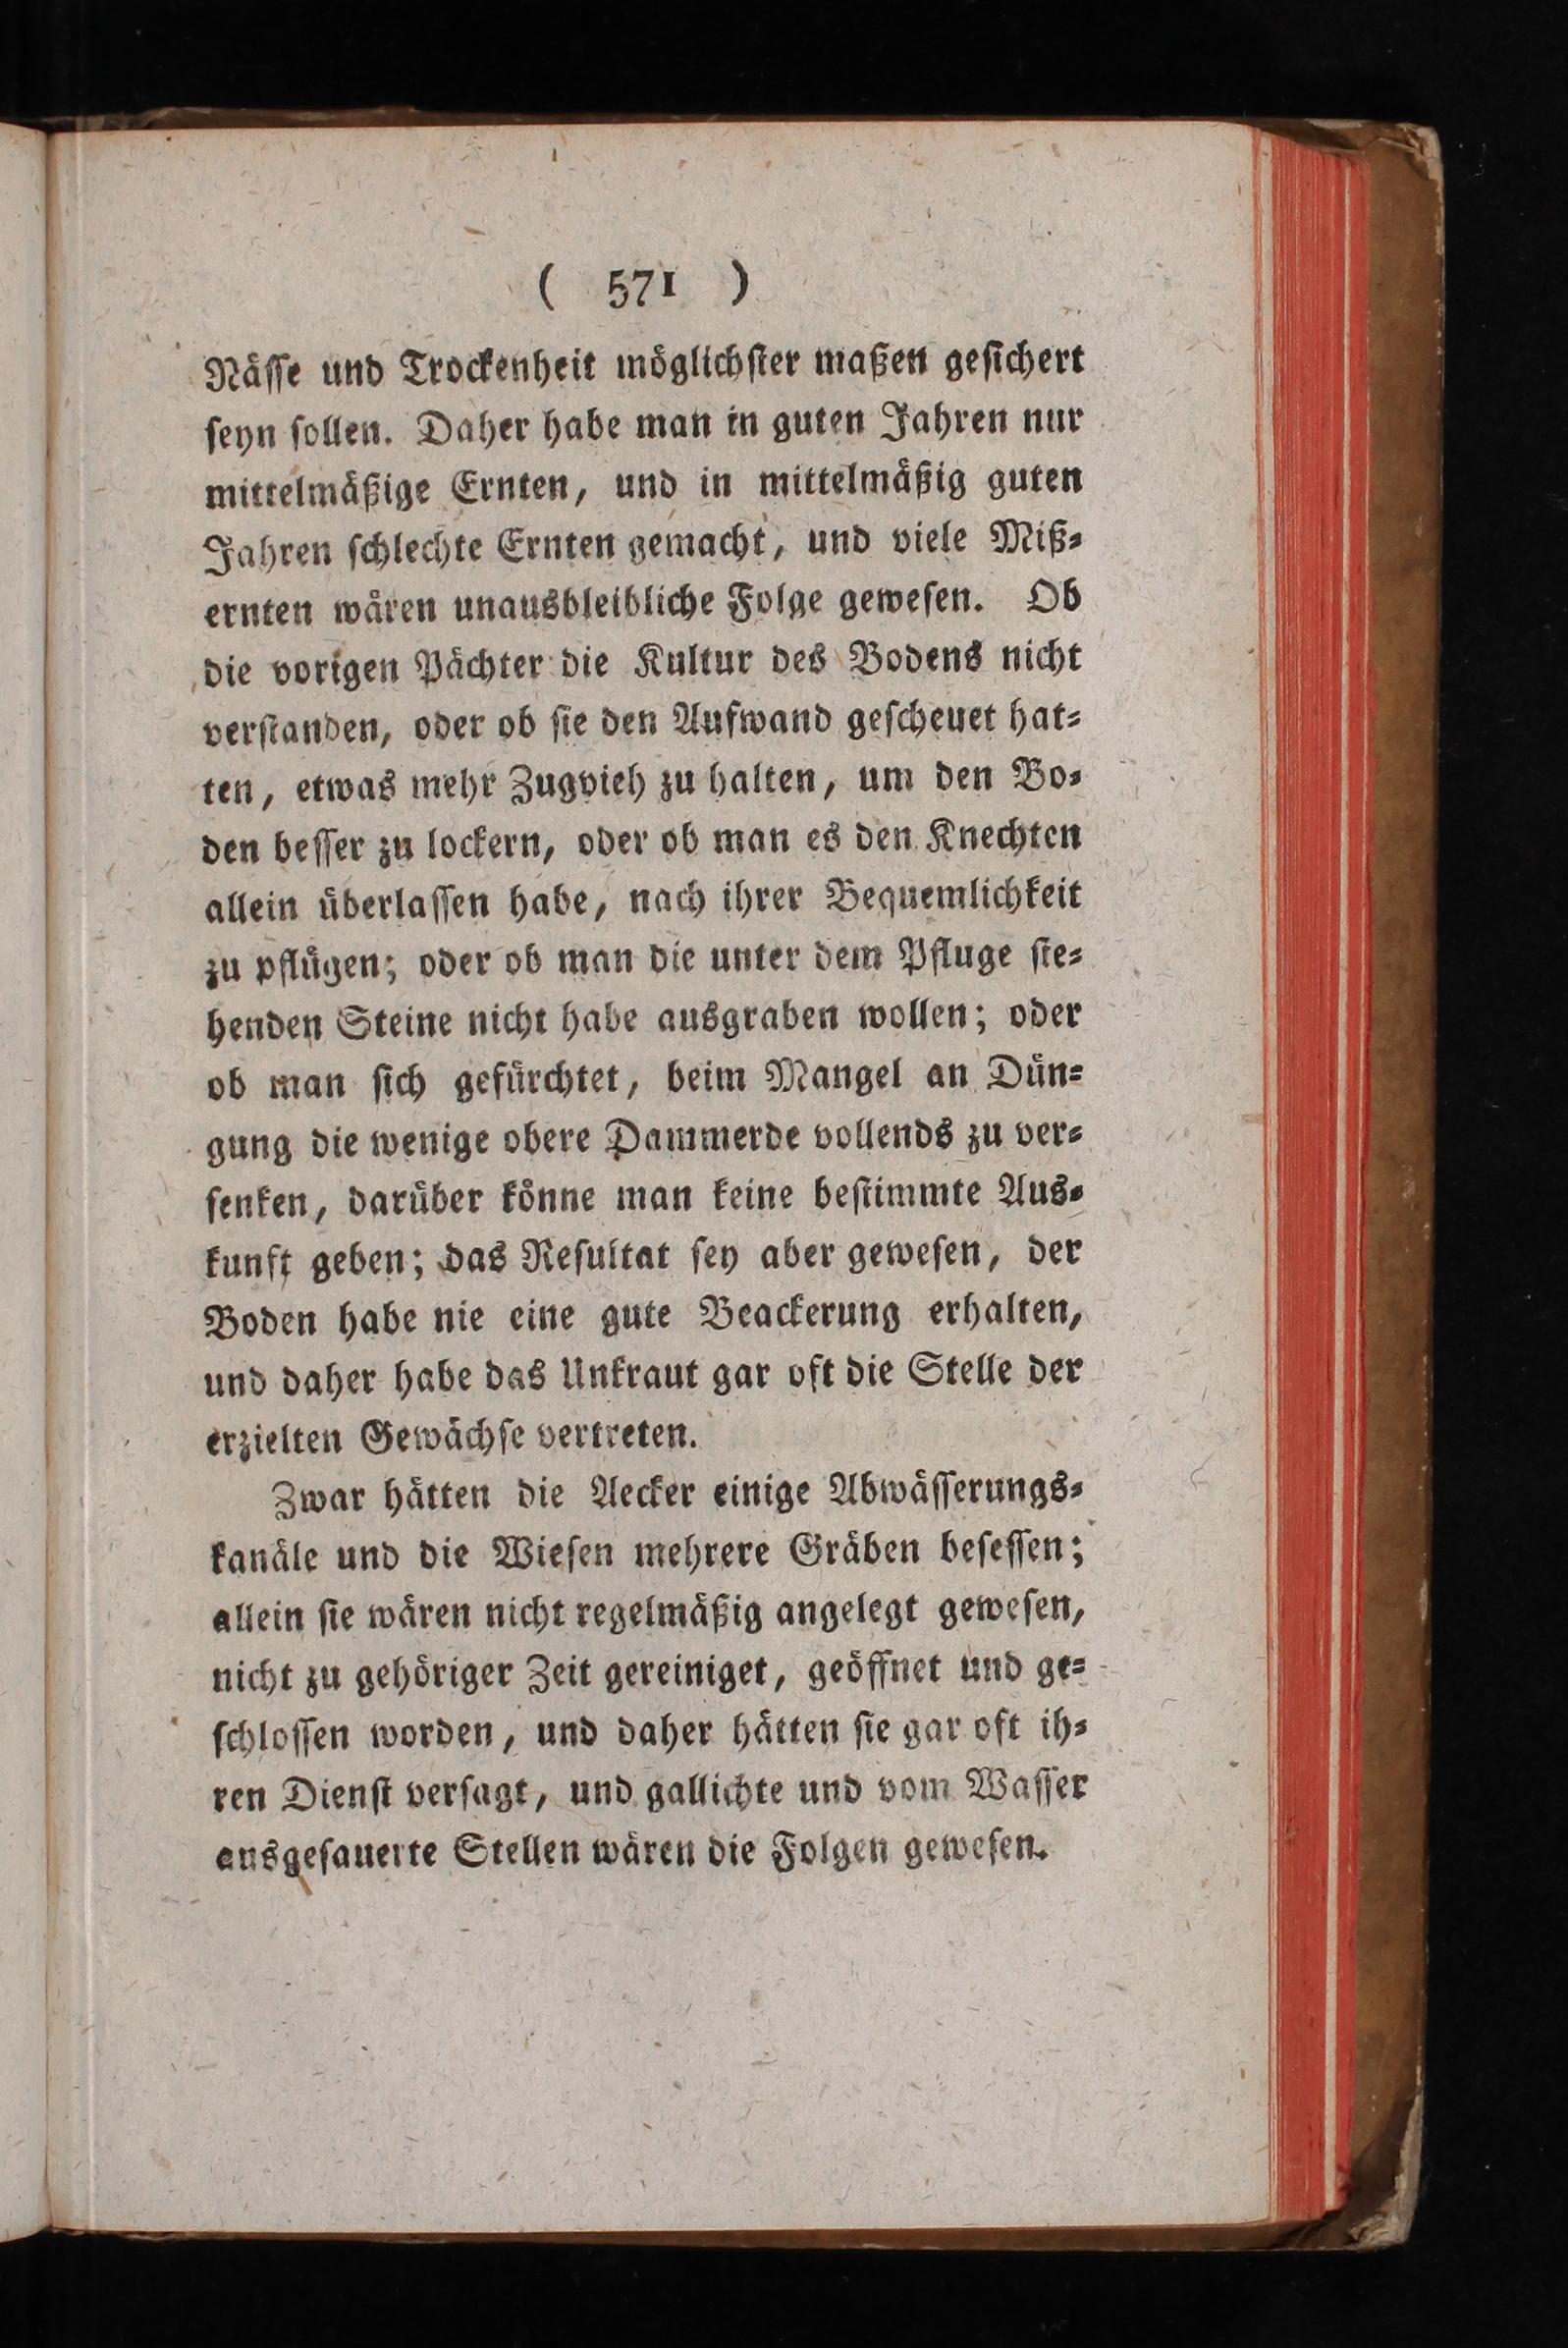 ( 571 )
Nässe und Trockenheit möglichster maßen gesichert
seyn sollen. Daher habe man in guten Jahren nur
mittelmäßige Ernten, und in mittelmäßig guten
Jahren schlechte Ernten gemacht, und viele Miß-
ernten wären unausbleibliche Folge gewesen. Ob
die vorigen Pächter die Kultur des Bodens nicht
verstanden, oder ob sie den Aufwand gescheuet hat-
ten, etwas mehr Zugvieh zu halten, um den Bo-
den besser zu lockern, oder ob man es den Knechten
allein überlassen habe, nach ihrer Bequemlichkeit
zu pflügen; oder ob man die unter dem Pfluge ste-
henden Steine nicht habe ausgraben wollen; oder
ob man sich gefürchtet, beim Mangel an Dün-
gung die wenige obere Dammerde vollends zu ver-
senken, darüber könne man keine bestimmte Aus-
kunft geben; das Resultat sey aber gewesen, der
Boden habe nie eine gute Beackerung erhalten,
und daher habe das Unkraut gar oft die Stelle der
erzielten Gewächse vertreten.
Zwar hätten die Aecker einige Abwässerungs-
kanäle und die Wiesen mehrere Gräben besessen;
allein sie wären nicht regelmäßig angelegt gewesen,
nicht zu gehöriger Zeit gereiniget, geöffnet und ge-
schlossen worden, und daher hätten sie gar oft ih-
ren Dienst versagt, und gallichte und vom Wasser
ausgesauerte Stellen wären die Folgen gewesen.